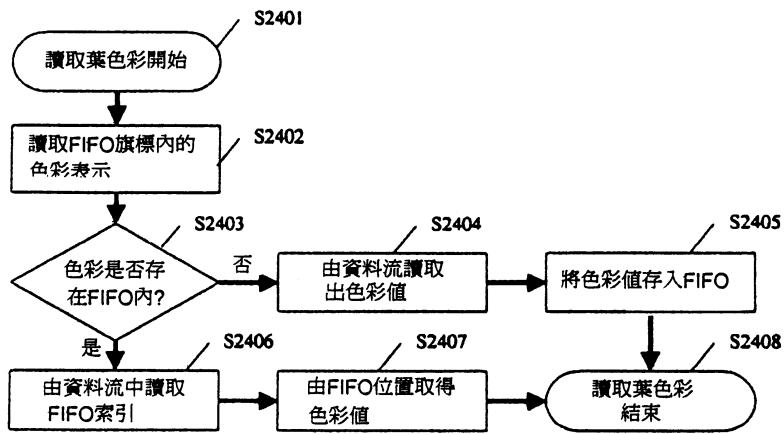 S2401
讀取葉色彩開始
S2402
讀取FIFO旗標內的
色彩表示
S2403
色彩是否存
在FIFO內?
否
S2404
由資料流讀取
出色彩值
S2405
將色彩值存入FIFO
是
S2406
由資料流中讀取
FIFO索引
S2407
由FIFO位置取得
色彩值
S2408
讀取葉色彩
結束